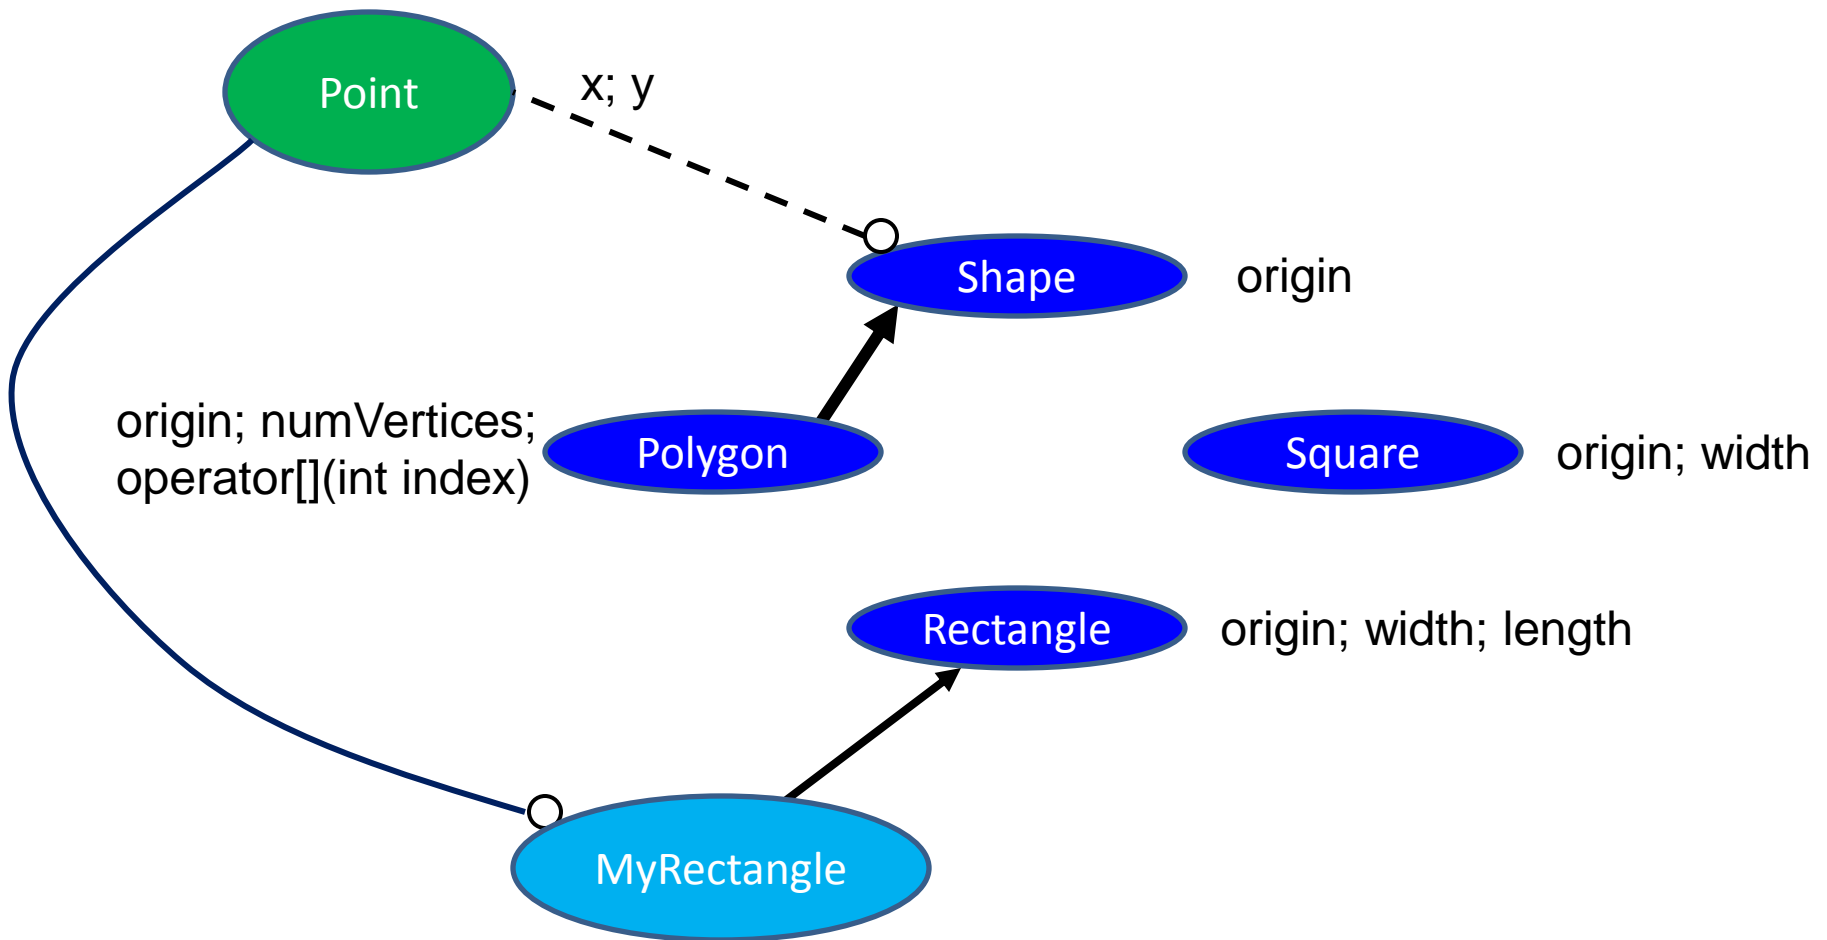 Point
x; y
Shape
origin
origin; numVertices;
operator[](int index)
Polygon
Square
origin; width
Rectangle
origin; width; length
MyRectangle